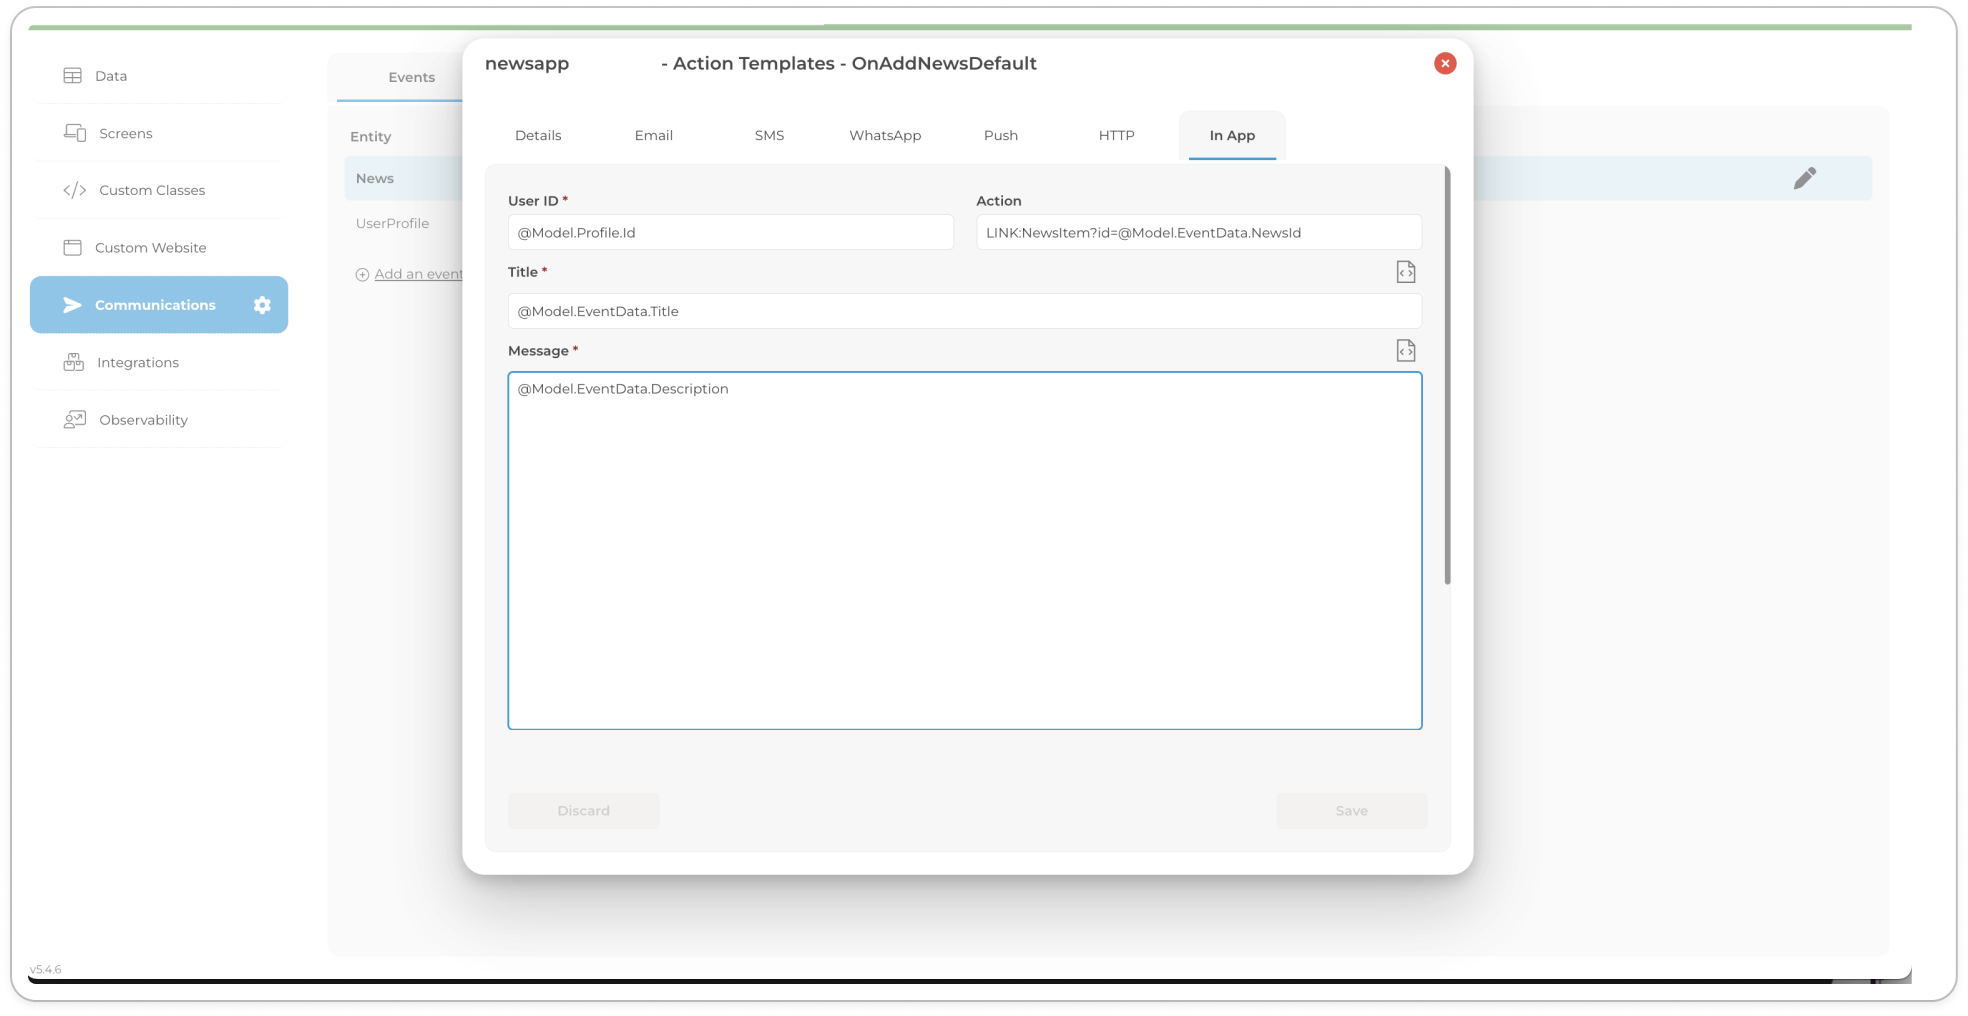 Data
Screens
Custom Classes
Custom Website
Communications
Integrations
Observability
v5.4.6
Events
Entity
News
UserProfile
Add an event
newsapp - Action Templates - OnAddNewsDefault
Details Email SMS WhatsApp Push HTTP In App
User ID * Action
@Model.Profile.Id LINK:NewsItem?id=@Model.EventData.NewsId
Title *
@Model.EventData.Title
Message *
@Model.EventData.Description
Discard Save